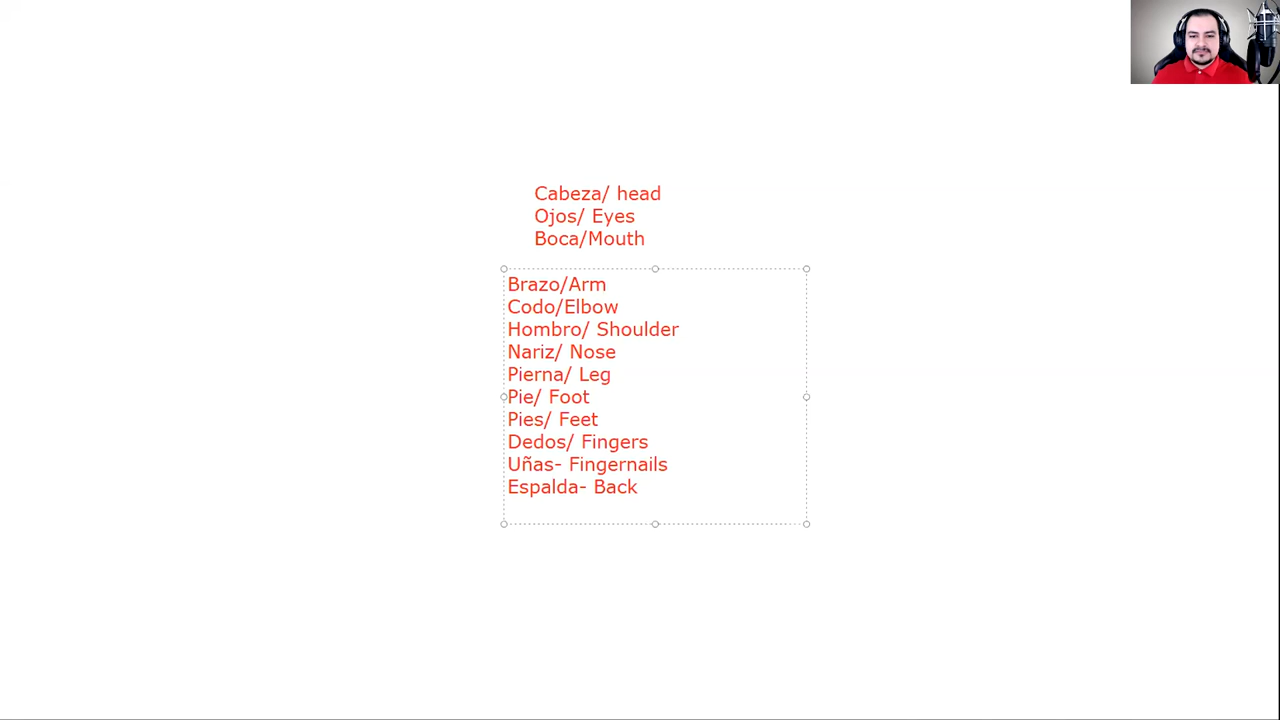 Cabeza/ head
Ojos/ Eyes
Boca/Mouth
Brazo/Arm
Codo/Elbow
Hombro/ Shoulder
Nariz/ Nose
Pierna/ Leg
Pie/ Foot
Pies/ Feet
Dedos/ Fingers
Uñas- Fingernails
Espalda- Back